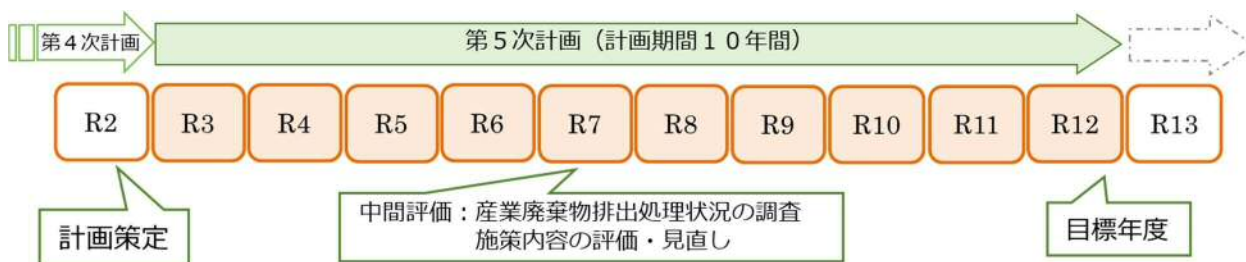 第４次計画
第５次計画（計画期間１０年間）
R2 R3 R4 R5 R6 R7 R8 R9 R10 R11 R12 R13
計画策定
中間評価：産業廃棄物排出処理状況の調査
施策内容の評価・見直し
目標年度